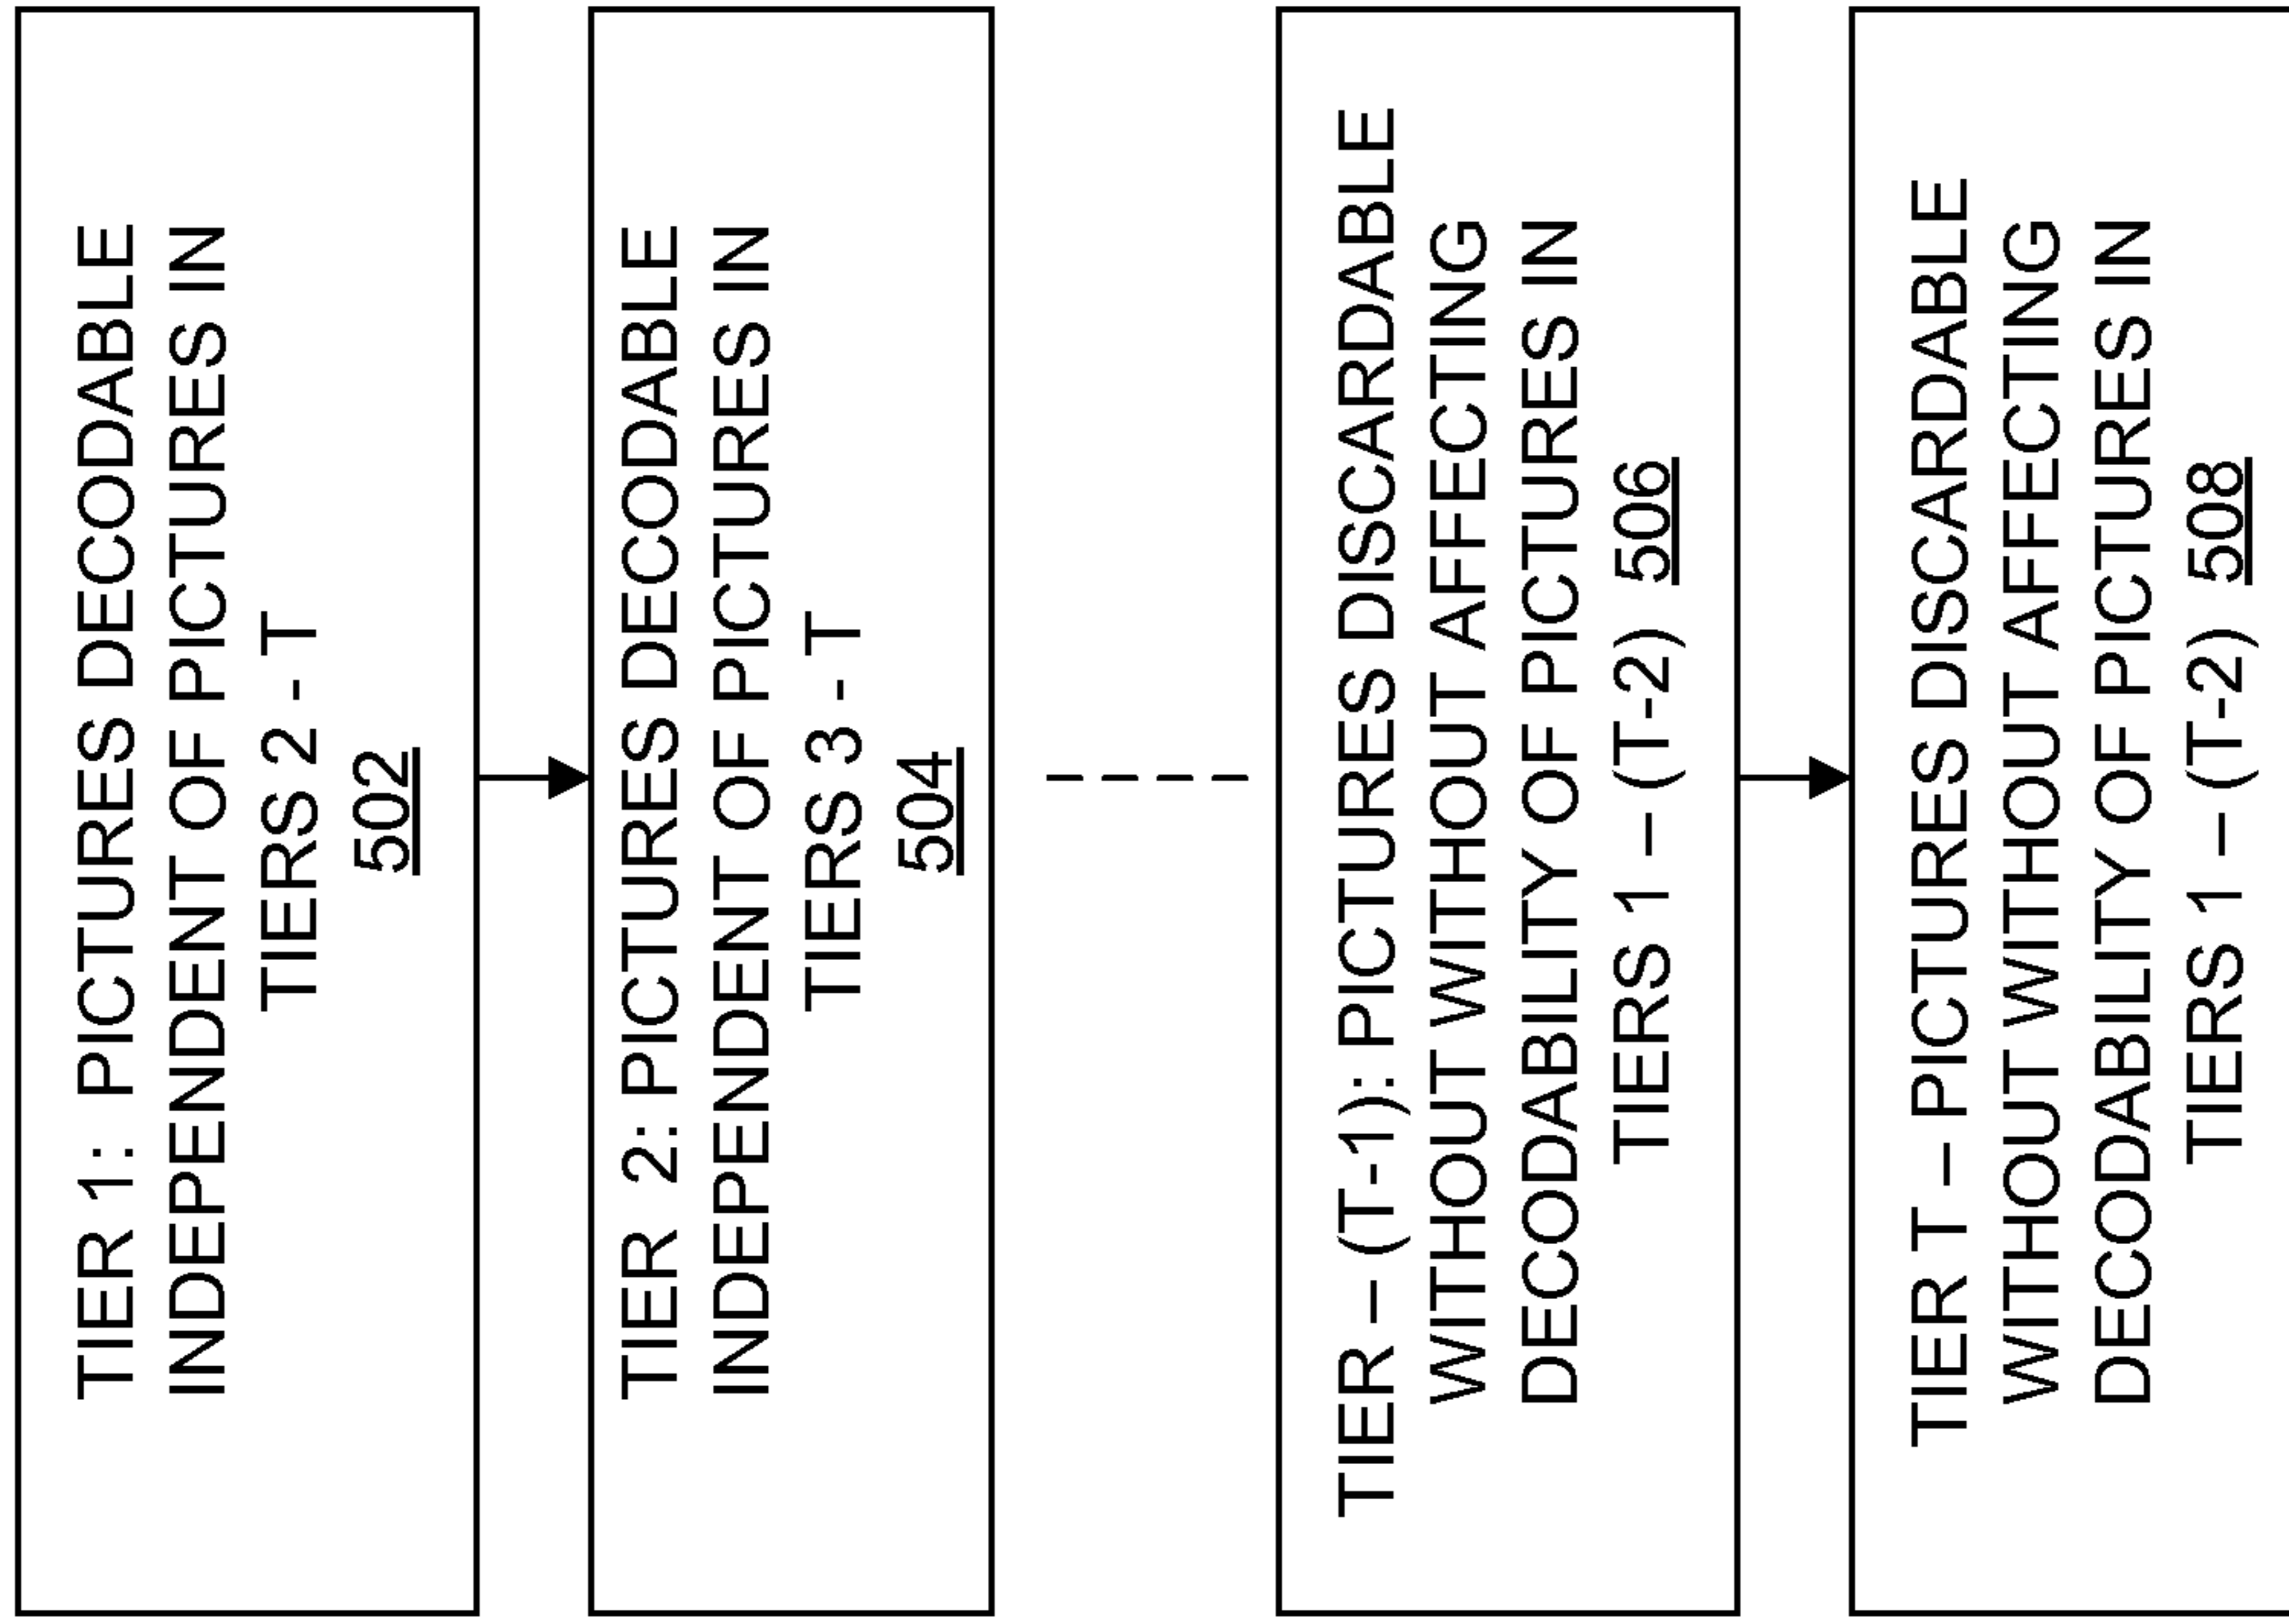 TIER 1: PICTURES DECODABLE
INDEPENDENT OF PICTURES IN
TIERS 2 - T
502
TIER 2: PICTURES DECODABLE
INDEPENDENT OF PICTURES IN
TIERS 3 - T
504
TIER – (T-1): PICTURES DISCARDABLE
WITHOUT WITHOUT AFFECTING
DECODABILITY OF PICTURES IN
TIERS 1 – (T-2) 506
TIER T – PICTURES DISCARDABLE
WITHOUT WITHOUT AFFECTING
DECODABILITY OF PICTURES IN
TIERS 1 – (T-2) 508